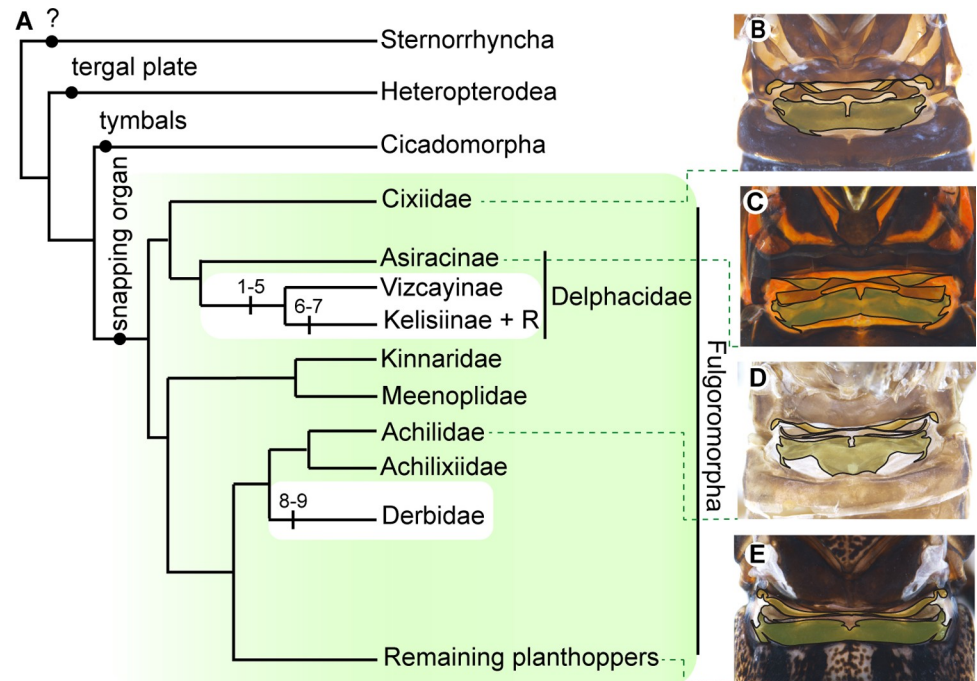 A
?
Sternorrhyncha
tergal plate
Heteropterodea
tymbals
Cicadomorpha
snapping organ
Cixiidae
Asiracinae
1-5
Vizcayinae
6-7
Kelisiinae + R
Delphacidae
Kinnaridae
Meenoplidae
Achilidae
Achilixiidae
8-9
Derbidae
Remaining planthoppers
Fulgoromorpha
B
C
D
E